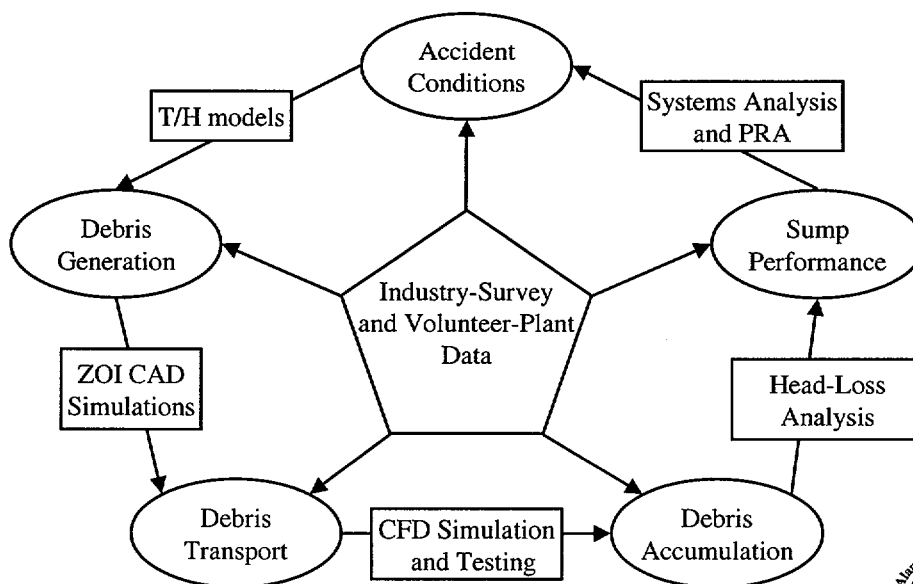 Accident
Conditions
T/H models
Systems Analysis
and PRA
Debris
Generation
Sump
Performance
Industry-Survey
and Volunteer-Plant
Data
ZOI CAD
Simulations
Head-Loss
Analysis
Debris
Transport
CFD Simulation
and Testing
Debris
Accumulation